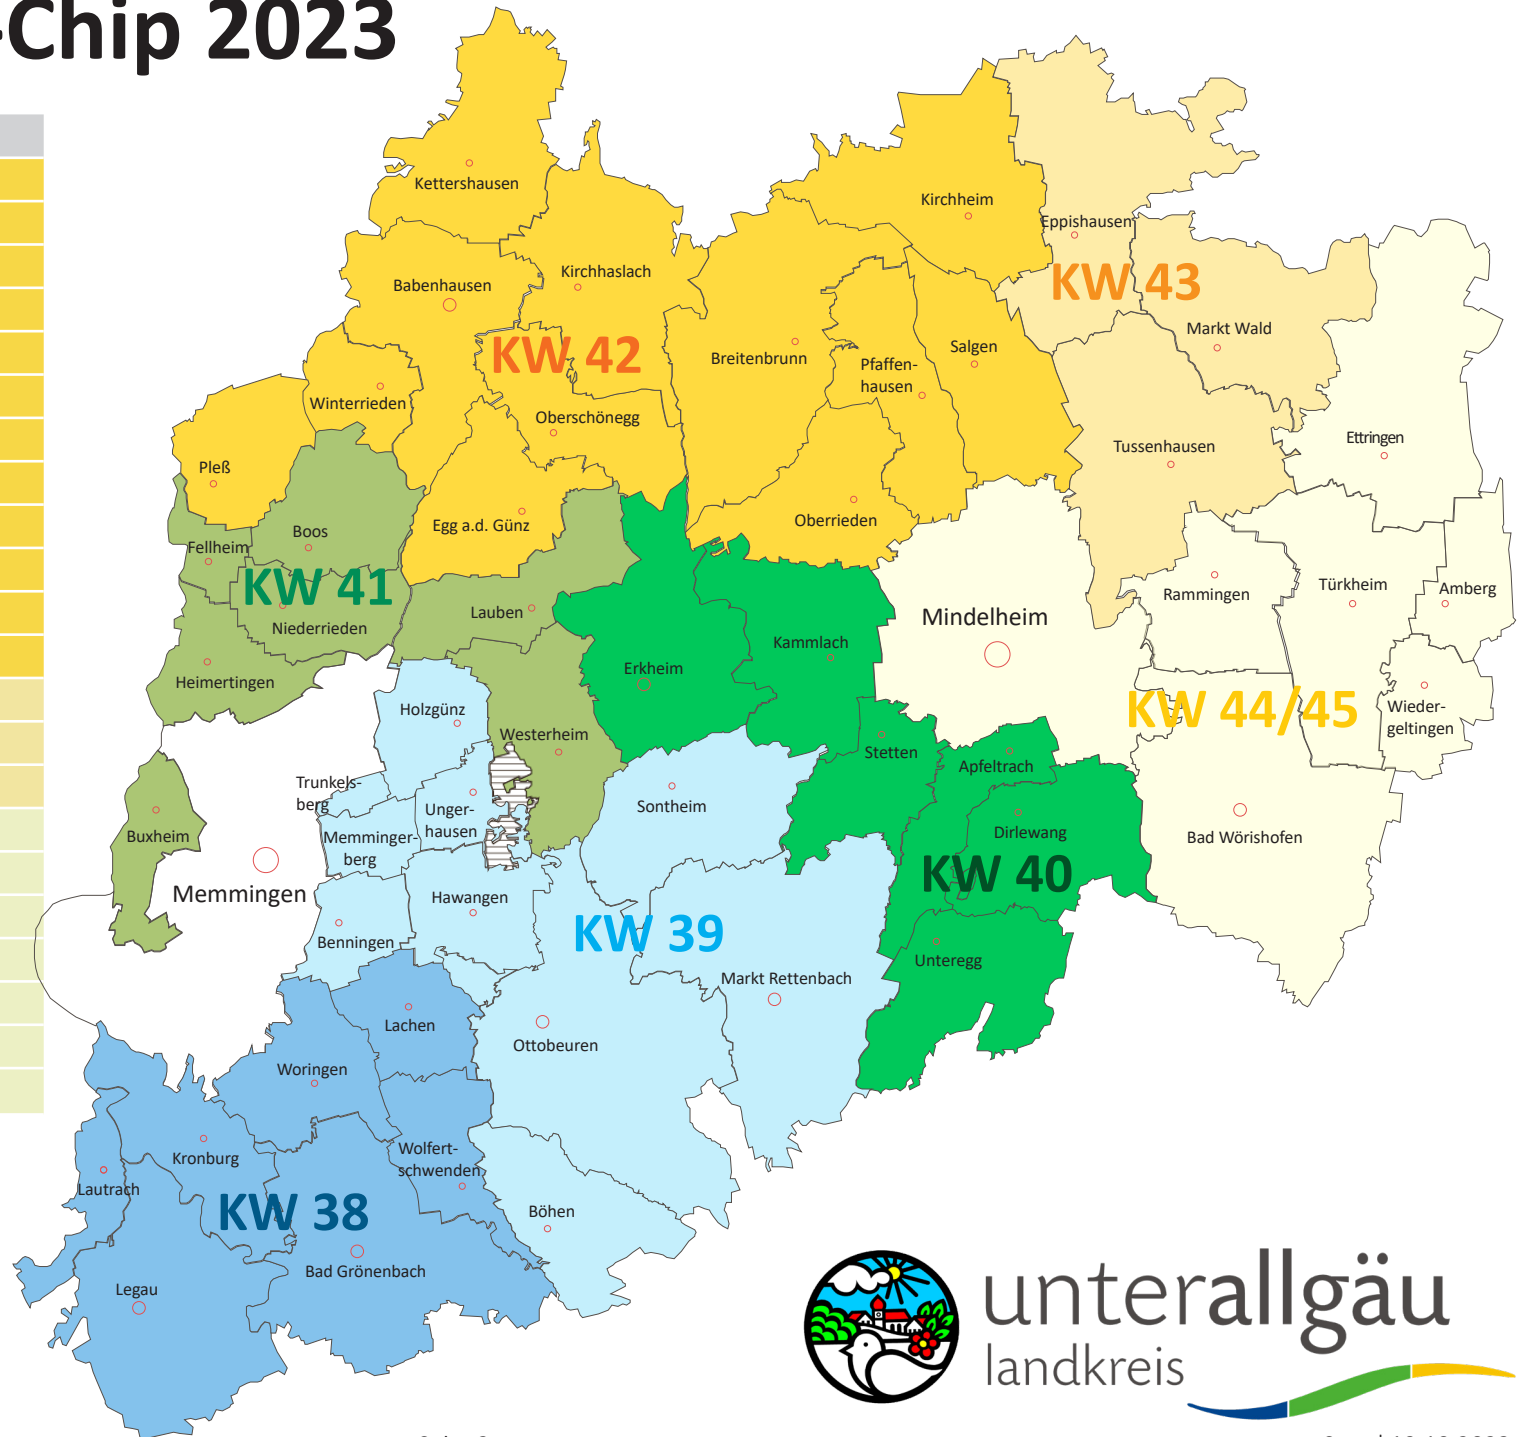 -Chip 2023
Kettershausen
Kirchheim
Eppishausen
Kirchhaslach
Babenhausen
KW 43
Markt Wald
KW 42
Breitenbrunn
Salgen
Pfaffen-
hausen
Winterrieden
Oberschönegg
Tussenhausen
Ettringen
Pleß
Egg a.d. Günz
Oberrieden
Boos
Fellheim
KW 41
Niederrieden
Lauben
Rammingen
Türkheim
Amberg
Mindelheim
Kammlach
Erkheim
Heimertingen
Holzgünz
KW 44/45
Wieder-
geltingen
Westerheim
Stetten
Apfeltrach
Trunkels-
berg
Unger-
hausen
Sontheim
Memminger-
berg
Buxheim
Dirlewang
Bad Wörishofen
KW 40
Memmingen
Hawangen
KW 39
Benningen
Unteregg
Markt Rettenbach
Lachen
Ottobeuren
Woringen
Wolfert-
schwenden
Kronburg
Lautrach
KW 38
Böhen
Bad Grönenbach
Legau
unterallgäu
landkreis